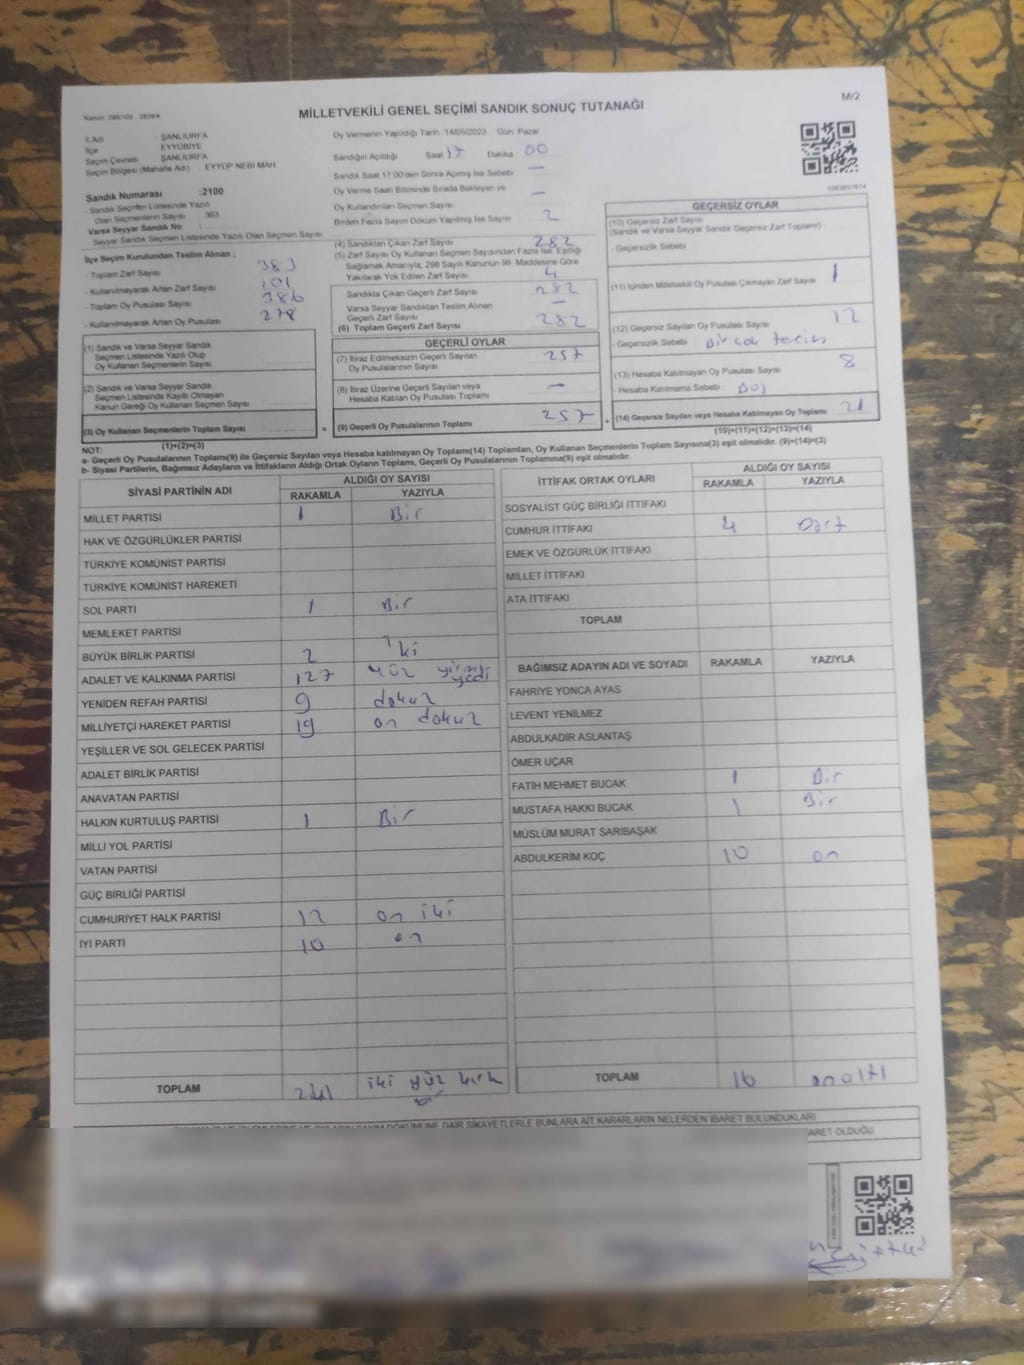 MİLLETVEKİLİ GENEL SEÇİMİ SANDIK SONUÇ TUTANAĞI
M/2
İl Adı ŞANLIURFA
İlçe EYYÜBİYE
Seçim Çevresi ŞANLIURFA
Seçim Bölgesi (Mahalle Adı) EYYÜP NEBİ MAH.
Sandık Numarası :2100
- Sandık Seçmen Listesinde Yazılı
Olan Seçmenlerin Sayısı 363
Varsa Seyyar Sandık No :
- Seyyar Sandık Seçmen Listesinde Yazılı Olan Seçmen Sayısı
İlçe Seçim Kurulundan Teslim Alınan ;
- Toplam Zarf Sayısı 383
- Kullanılmayarak Artan Zarf Sayısı 101
- Toplam Oy Pusulası Sayısı 386
- Kullanılmayarak Artan Oy Pusulası 278
(1) Sandık ve Varsa Seyyar Sandık
Seçmen Listesinde Yazılı Olup
Oy Kullanan Seçmenlerin Sayısı
(2) Sandık ve Varsa Seyyar Sandık
Seçmen Listesinde Kaydı Olmayan
Kanun Gereği Oy Kullanan Seçmen Sayısı
(3) Oy Kullanan Seçmenlerin Toplam Sayısı
(1)+(2)=(3)
Oy Vermenin Yapıldığı Tarih 14/05/2023 Gün: Pazar
Sandığın Açıldığı Saat 17 Dakika 00
Sandık Saat 17:00'den Sonra Açılmış İse Sebebi —
Oy Verme Saati Bitiminde Sırada Bekleyen ve
Oy Kullandırılan Seçmen Sayısı —
Birden Fazla Sayım Döküm Yapılmış İse Sayısı 2
(4) Sandıktan Çıkan Zarf Sayısı 282
(5) Zarf Sayısı Oy Kullanan Seçmen Sayısından Fazla İse, Eşitliği
Sağlamak Amacıyla, 298 Sayılı Kanunun 98. Maddesine Göre
Yakılarak Yok Edilen Zarf Sayısı 4
Sandıkta Çıkan Geçerli Zarf Sayısı 282
Varsa Seyyar Sandıktan Teslim Alınan
Geçerli Zarf Sayısı —
(6) Toplam Geçerli Zarf Sayısı 282
GEÇERLİ OYLAR
(7) İtiraz Edilmeksizin Geçerli Sayılan
Oy Pusulalarının Sayısı 257
(8) İtiraz Üzerine Geçerli Sayılan veya
Hesaba Katılan Oy Pusulası Toplamı —
= (9) Geçerli Oy Pusulalarının Toplamı 257
GEÇERSİZ OYLAR
(10) Geçersiz Zarf Sayısı
(Sandık ve Varsa Seyyar Sandık Geçersiz Zarf Toplamı)
- Geçersizlik Sebebi
(11) İçinden Milletvekili Oy Pusulası Çıkmayan Zarf Sayısı 1
(12) Geçersiz Sayılan Oy Pusulası Sayısı 12
- Geçersizlik Sebebi
(13) Hesaba Katılmayan Oy Pusulası Sayısı 8
- Hesaba Katılmama Sebebi : Boş
+ (14) Geçersiz Sayılan veya Hesaba Katılmayan Oy Toplamı 21
(10)+(11)+(12)+(13)=(14)
NOT:
a- Geçerli Oy Pusulalarının Toplamı(9) ile Geçersiz Sayılan veya Hesaba katılmayan Oy Toplamı(14) Toplamları, Oy Kullanan Seçmenlerin Toplam Sayısına(3) eşit olmalıdır. (9)+(14)=(3)
b- Siyasi Partilerin, Bağımsız Adayların ve İttifakların Aldığı Ortak Oyların Toplamı, Geçerli Oy Pusulalarının Toplamına(9) eşit olmalıdır.
SİYASİ PARTİNİN ADI ALDIĞI OY SAYISI
RAKAMLA YAZIYLA
MİLLET PARTİSİ 1 Bir
HAK VE ÖZGÜRLÜKLER PARTİSİ
TÜRKİYE KOMÜNİST PARTİSİ
TÜRKİYE KOMÜNİST HAREKETİ
SOL PARTİ 1 Bir
MEMLEKET PARTİSİ
BÜYÜK BİRLİK PARTİSİ 2 iki
ADALET VE KALKINMA PARTİSİ 127 yüz yirmi yedi
YENİDEN REFAH PARTİSİ 9 dokuz
MİLLİYETÇİ HAREKET PARTİSİ 19 on dokuz
YEŞİLLER VE SOL GELECEK PARTİSİ
ADALET BİRLİK PARTİSİ
ANAVATAN PARTİSİ
HALKIN KURTULUŞ PARTİSİ 1 Bir
MİLLİ YOL PARTİSİ
VATAN PARTİSİ
GÜÇ BİRLİĞİ PARTİSİ
CUMHURİYET HALK PARTİSİ 12 on iki
İYİ PARTİ 10 on
TOPLAM 241 iki yüz kırk bir
İTTİFAK ORTAK OYLARI ALDIĞI OY SAYISI
RAKAMLA YAZIYLA
SOSYALİST GÜÇ BİRLİĞİ İTTİFAKI
CUMHUR İTTİFAKI 4 Dört
EMEK VE ÖZGÜRLÜK İTTİFAKI
MİLLET İTTİFAKI
ATA İTTİFAKI
TOPLAM
BAĞIMSIZ ADAYIN ADI VE SOYADI RAKAMLA YAZIYLA
FAHRİYE YONCA AYAS
LEVENT YENİLMEZ
ABDULKADİR ASLANTAŞ
ÖMER UÇAR
FATİH MEHMET BUCAK 1 Bir
MUSTAFA HAKKI BUCAK 1 Bir
MÜSLÜM MURAT SARIBAŞAK
ABDULKERİM KOÇ 10 on
TOPLAM 16 onaltı
DAİR ŞİKAYETLERLE BUNLARA AİT KARARLARIN NELERDEN İBARET BULUNDUKLARI